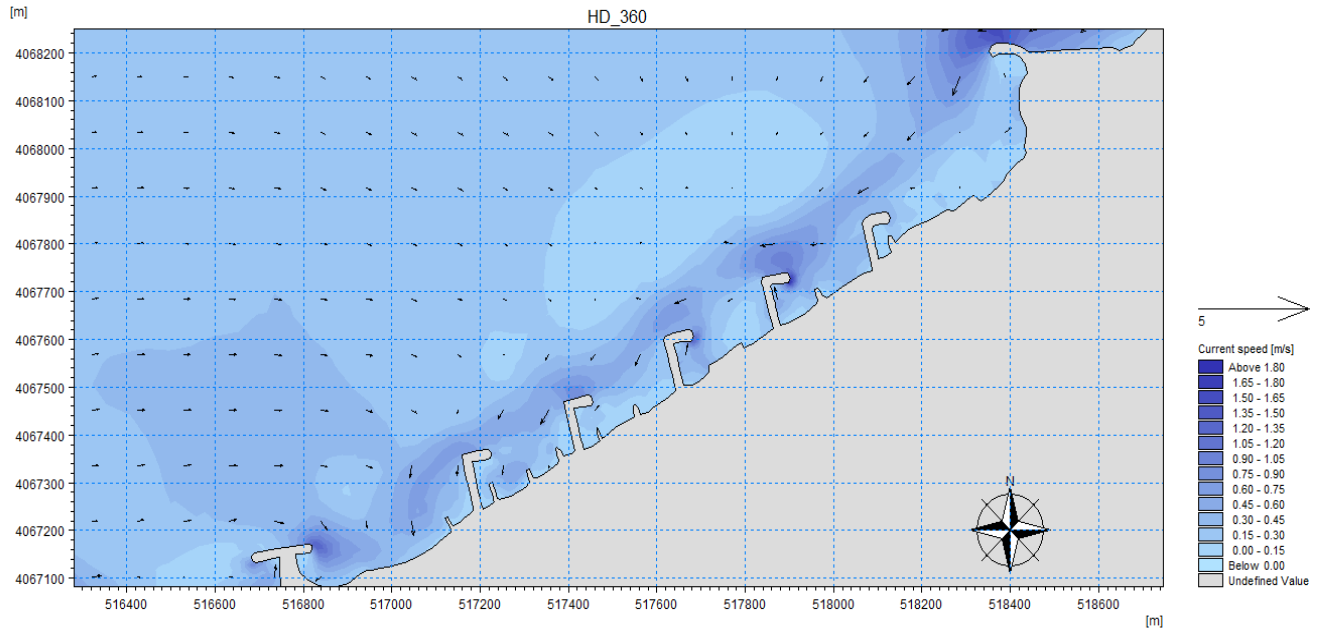 [m]
HD_360
4068200
4068100
4068000
4067900
4067800
4067700
4067600
4067500
4067400
4067300
4067200
4067100
516400 516600 516800 517000 517200 517400 517600 517800 518000 518200 518400 518600
[m]
N
5
Current speed [m/s]
Above 1.80
1.65 - 1.80
1.50 - 1.65
1.35 - 1.50
1.20 - 1.35
1.05 - 1.20
0.90 - 1.05
0.75 - 0.90
0.60 - 0.75
0.45 - 0.60
0.30 - 0.45
0.15 - 0.30
0.00 - 0.15
Below 0.00
Undefined Value